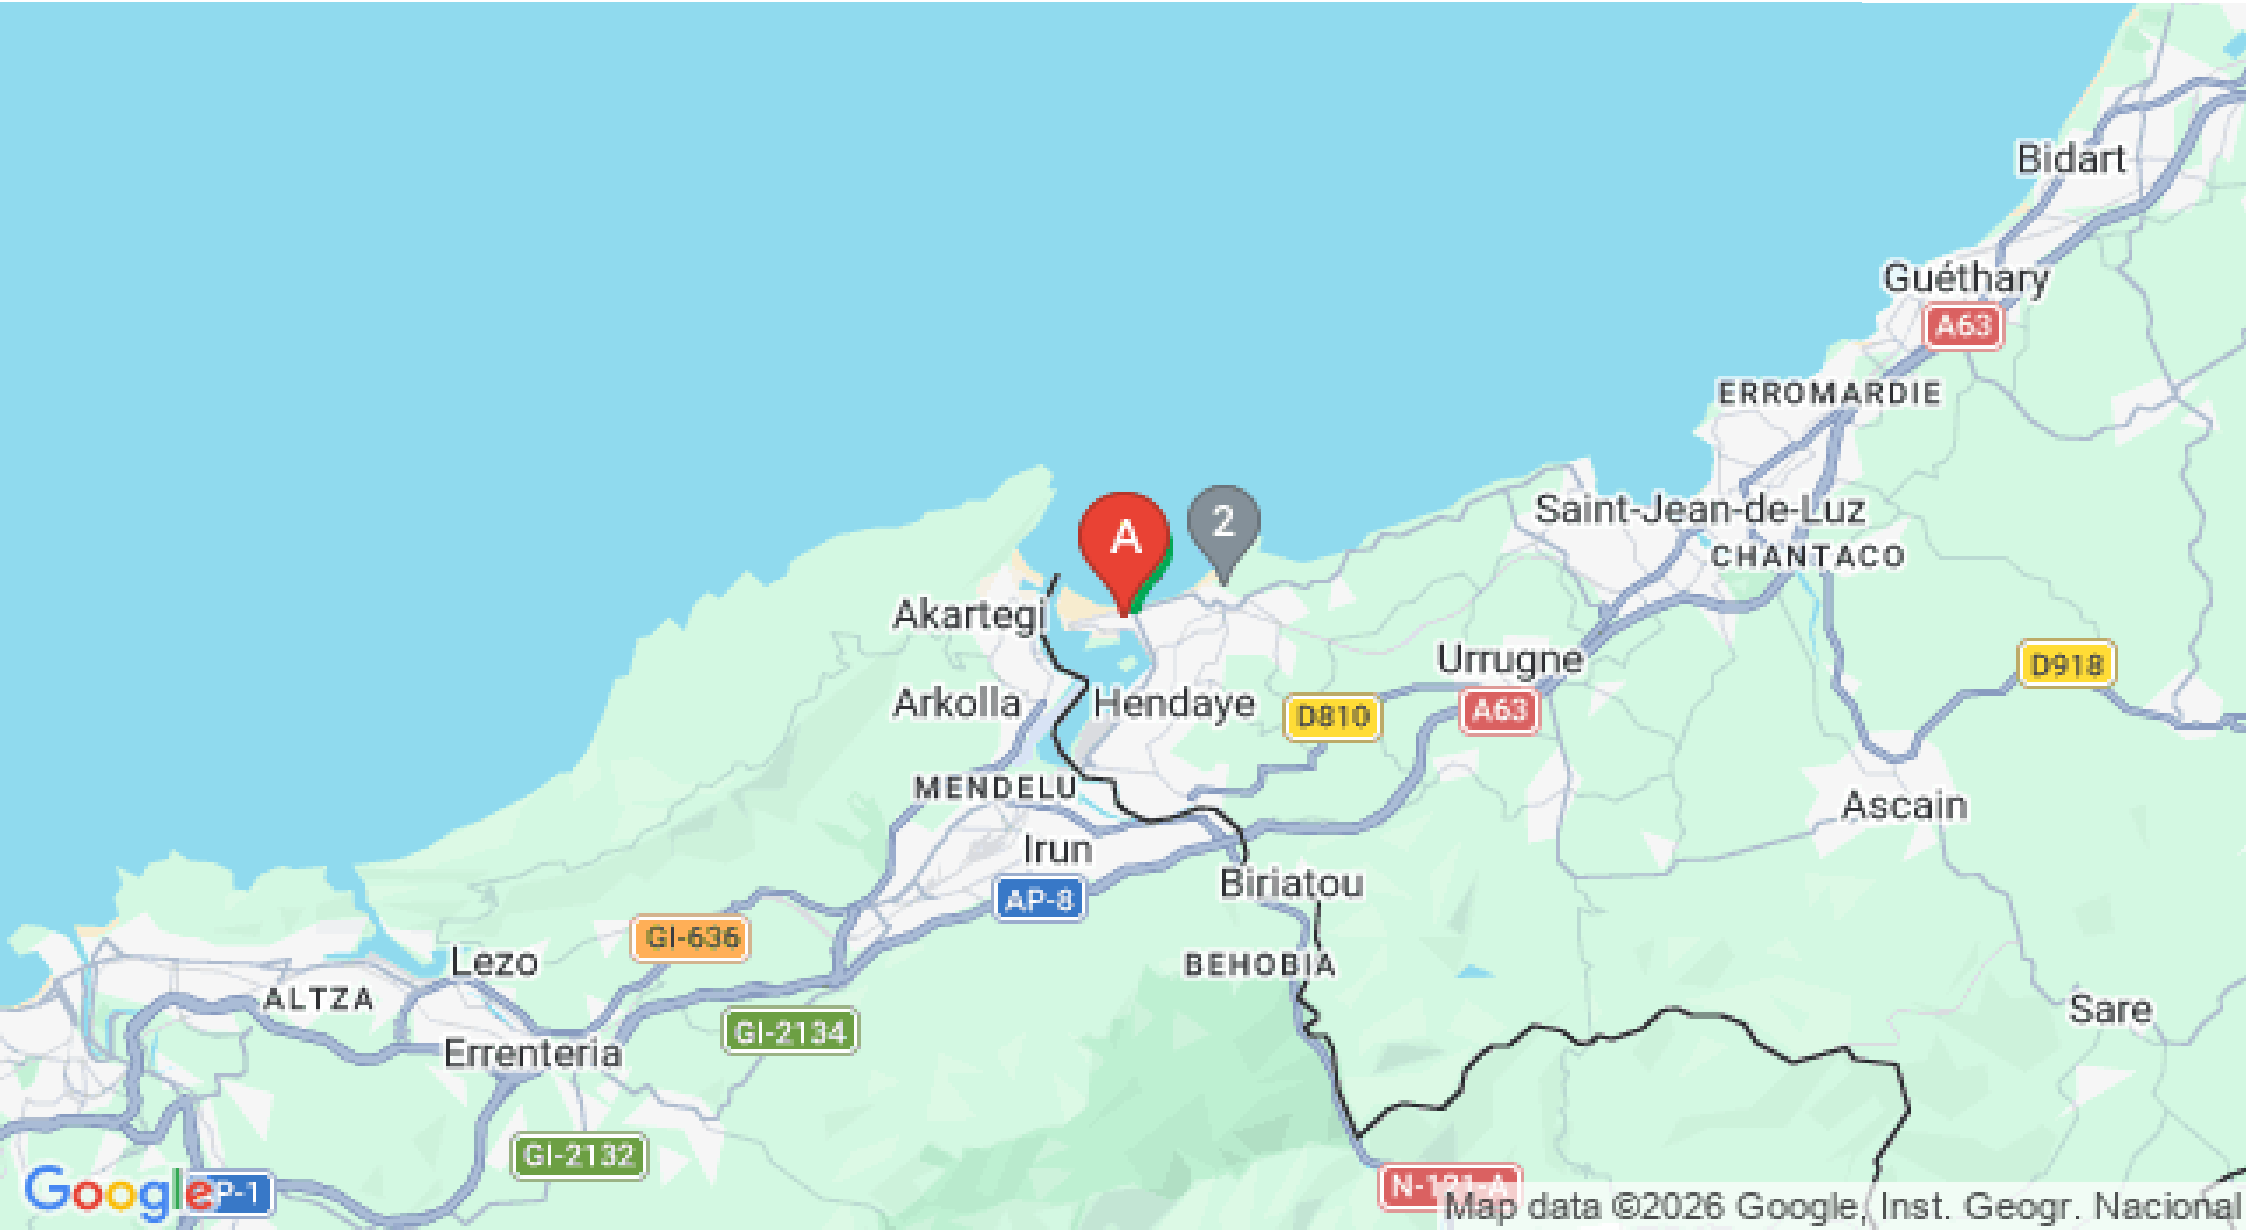 Bidart
Guéthary
A63
ERROMARDIE
Saint-Jean-de-Luz
CHANTACO
A
2
Akartegi
Urrugne
D918
Arkolla
Hendaye
D810
A63
MENDELU
Ascain
Irun
Biriatou
AP-8
GI-636
Lezo
BEHOBIA
ALTZA
Sare
GI-2134
Errenteria
GI-2132
N-121-A
Google
P-1
Map data ©2026 Google, Inst. Geogr. Nacional